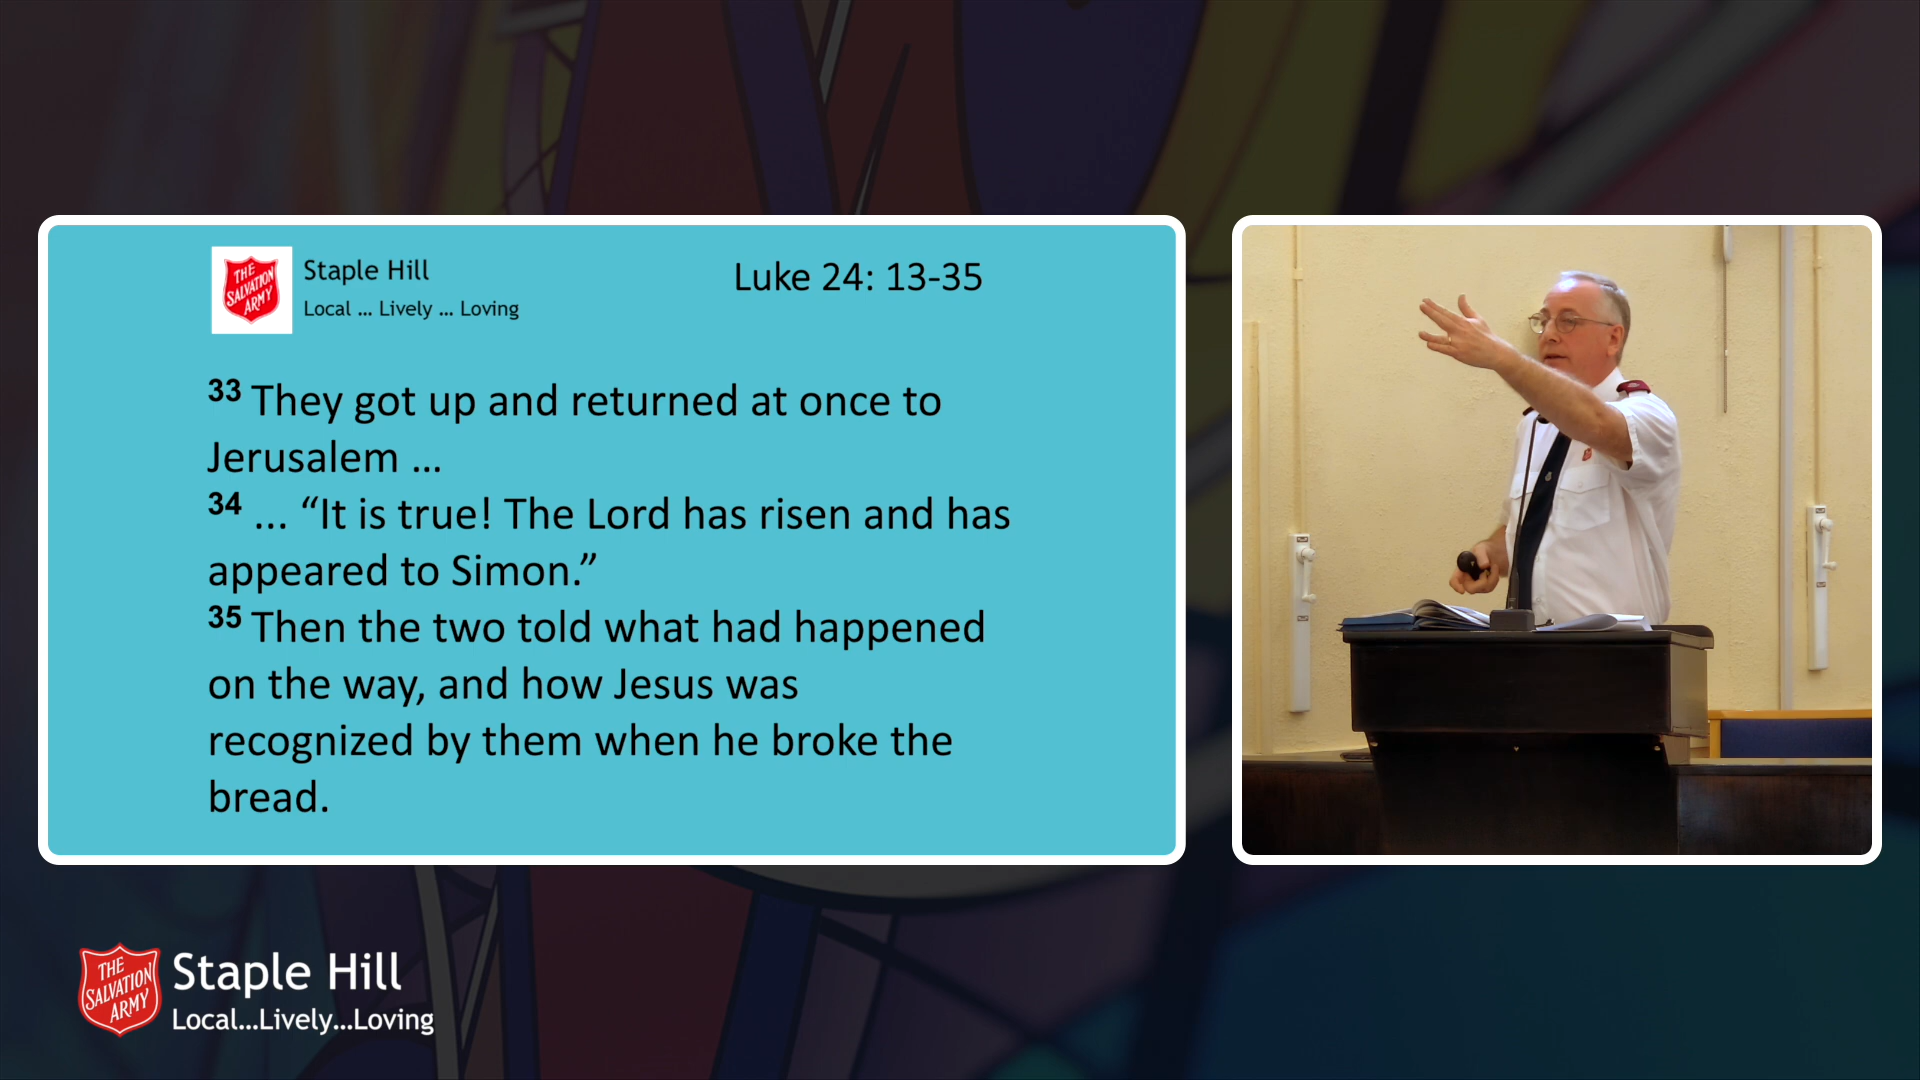 THE
SALVATION
ARMY
Staple Hill
Local ... Lively ... Loving
Luke 24: 13-35
33 They got up and returned at once to
Jerusalem ...
34 ... “It is true! The Lord has risen and has
appeared to Simon.”
35 Then the two told what had happened
on the way, and how Jesus was
recognized by them when he broke the
bread.
THE
SALVATION
ARMY
Staple Hill
Local...Lively...Loving